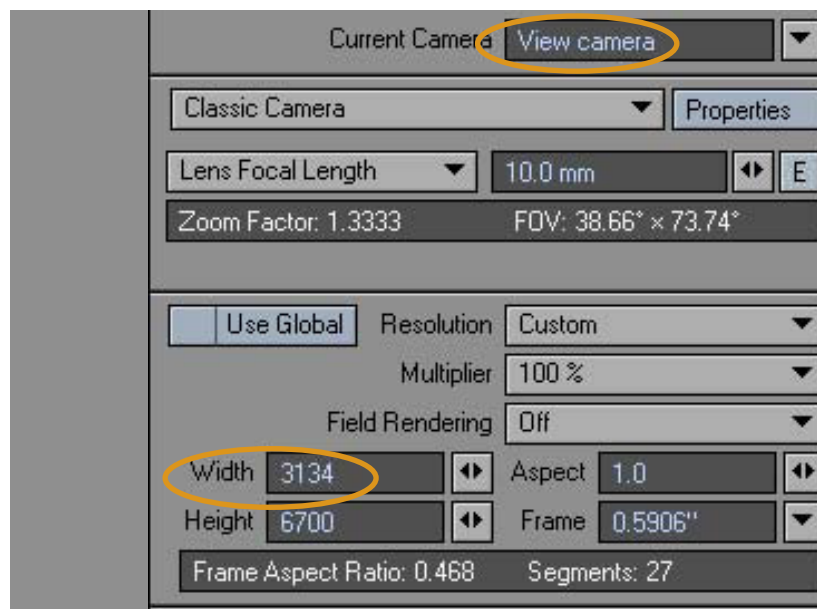 Current Camera View camera
Classic Camera Properties
Lens Focal Length 10.0 mm E
Zoom Factor: 1.3333 FOV: 38.66° × 73.74°
Use Global Resolution Custom
Multiplier 100 %
Field Rendering Off
Width 3134 Aspect 1.0
Height 6700 Frame 0.5906"
Frame Aspect Ratio: 0.468 Segments: 27